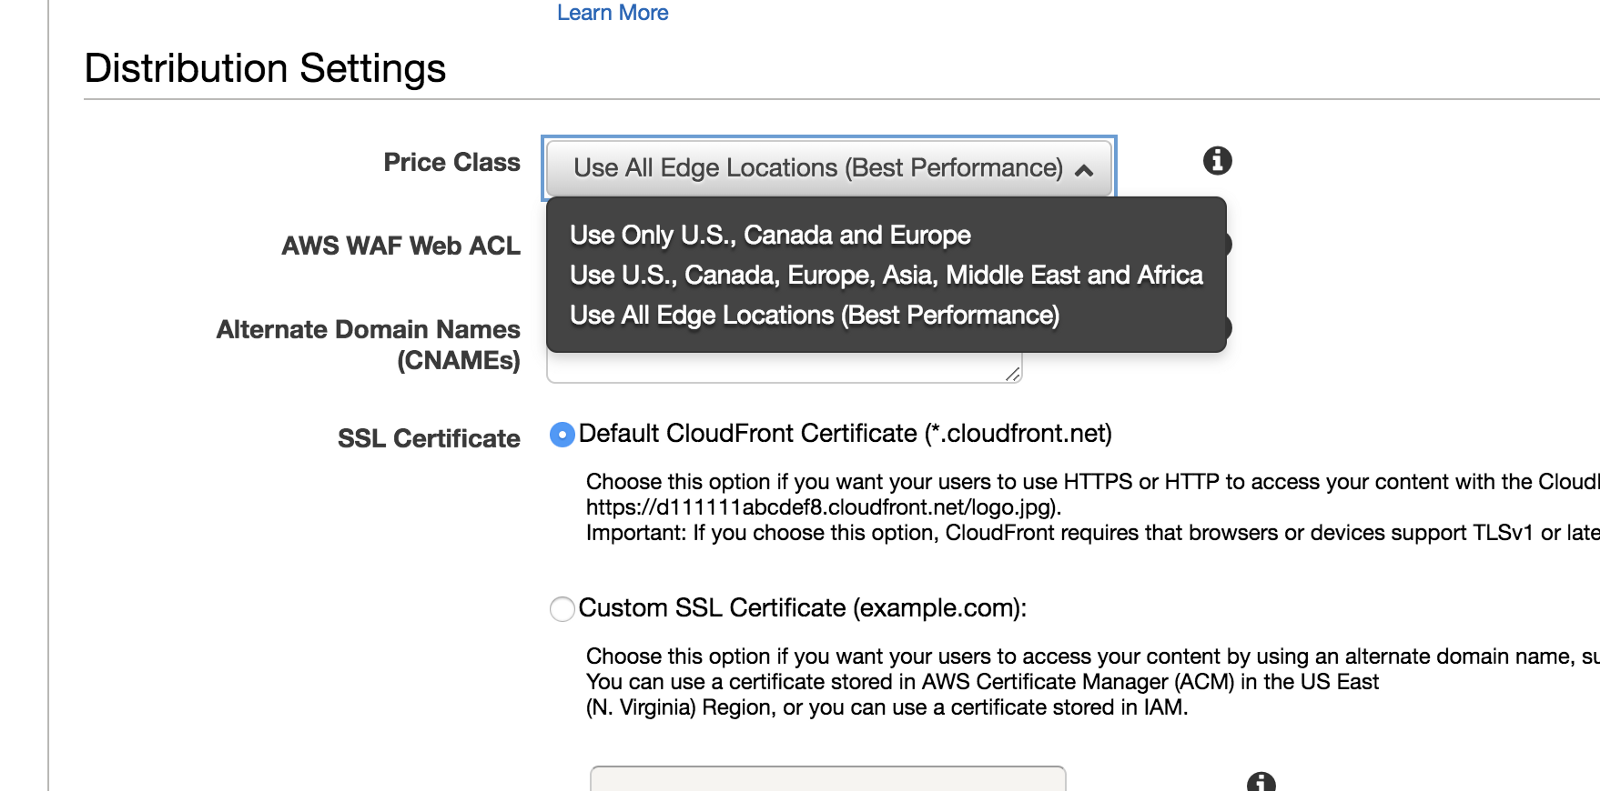 Learn More
Distribution Settings
Price Class
Use All Edge Locations (Best Performance)
Use Only U.S., Canada and Europe
Use U.S., Canada, Europe, Asia, Middle East and Africa
Use All Edge Locations (Best Performance)
AWS WAF Web ACL
Alternate Domain Names
(CNAMEs)
SSL Certificate
Default CloudFront Certificate (*.cloudfront.net)
Choose this option if you want your users to use HTTPS or HTTP to access your content with the
https://d111111abcdef8.cloudfront.net/logo.jpg).
Important: If you choose this option, CloudFront requires that browsers or devices support TLSv1 or
Custom SSL Certificate (example.com):
Choose this option if you want your users to access your content by using an alternate domain name,
You can use a certificate stored in AWS Certificate Manager (ACM) in the US East
(N. Virginia) Region, or you can use a certificate stored in IAM.